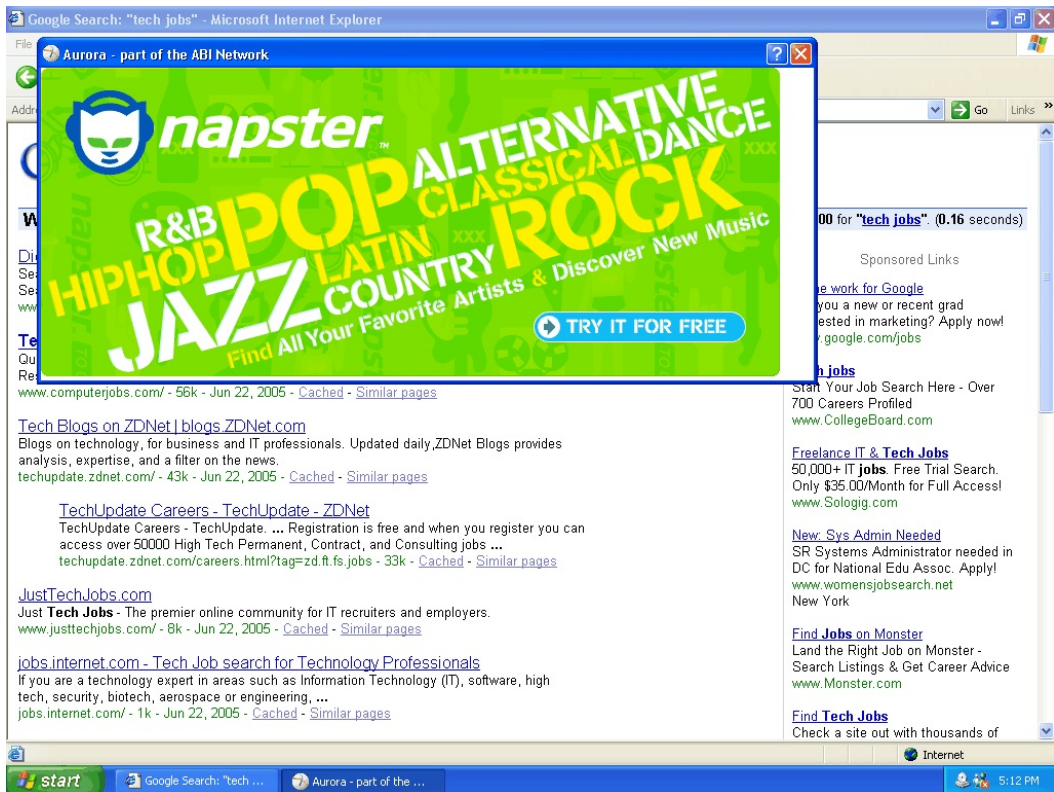 Google Search: "tech jobs" - Microsoft Internet Explorer
File
Aurora - part of the ABI Network
Go
Links
napster
ALTERNATIVE
R&B
POP
CLASSICAL
DANCE
HIPHOP
LATIN
ROCK
JAZZ
COUNTRY
Find All Your Favorite Artists & Discover New Music
TRY IT FOR FREE
00 for "tech jobs". (0.16 seconds)
Sponsored Links
work for Google
you a new or recent grad
in marketing? Apply now!
.google.com/jobs
jobs
Start Your Job Search Here - Over
700 Careers Profiled
www.CollegeBoard.com
www.computerjobs.com/ - 56k - Jun 22, 2005 - Cached - Similar pages
Tech Blogs on ZDNet | blogs.ZDNet.com
Blogs on technology, for business and IT professionals. Updated daily,ZDNet Blogs provides
analysis, expertise, and a filter on the news.
techupdate.zdnet.com/ - 43k - Jun 22, 2005 - Cached - Similar pages
TechUpdate Careers - TechUpdate - ZDNet
TechUpdate Careers - TechUpdate. ... Registration is free and when you register you can
access over 50000 High Tech Permanent, Contract, and Consulting jobs ...
techupdate.zdnet.com/careers.html?tag=zd.ft.fs.jobs - 33k - Cached - Similar pages
JustTechJobs.com
Just Tech Jobs - The premier online community for IT recruiters and employers.
www.justtechjobs.com/ - 8k - Jun 22, 2005 - Cached - Similar pages
jobs.internet.com - Tech Job search for Technology Professionals
If you are a technology expert in areas such as Information Technology (IT), software, high
tech, security, biotech, aerospace or engineering, ...
jobs.internet.com/ - 1k - Jun 22, 2005 - Cached - Similar pages
Freelance IT & Tech Jobs
50,000+ IT jobs. Free Trial Search.
Only $35.00/Month for Full Access!
www.Sologig.com
New: Sys Admin Needed
SR Systems Administrator needed in
DC for National Edu Assoc. Apply!
www.womensjobsearch.net
New York
Find Jobs on Monster
Land the Right Job on Monster -
Search Listings & Get Career Advice
www.Monster.com
Find Tech Jobs
Check a site out with thousands of
Internet
start
Google Search: "tech ...
Aurora - part of the ...
5:12 PM